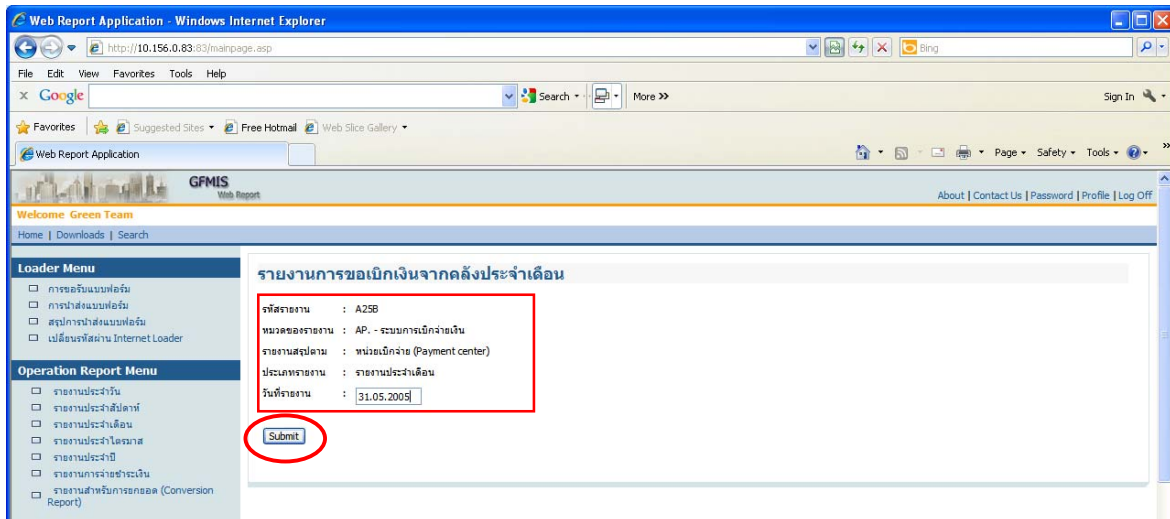 Web Report Application - Windows Internet Explorer
http://10.156.0.83:83/mainpage.asp
Bing
File Edit View Favorites Tools Help
Google Search More >> Sign In
Favorites Suggested Sites Free Hotmail Web Slice Gallery
Web Report Application Page Safety Tools
GFMIS
Web Report
About | Contact Us | Password | Profile | Log Off
Welcome Green Team
Home | Downloads | Search
Loader Menu
การขอรับแบบฟอร์ม
การนำส่งแบบฟอร์ม
สรุปการนำส่งแบบฟอร์ม
เปลี่ยนรหัสผ่าน Internet Loader
Operation Report Menu
รายงานประจำวัน
รายงานประจำสัปดาห์
รายงานประจำเดือน
รายงานประจำไตรมาส
รายงานประจำปี
รายงานการจ่ายชำระเงิน
รายงานสำหรับการยกยอด (Conversion
Report)
รายงานการขอเบิกเงินจากคลังประจำเดือน
รหัสรายงาน : A25B
หมวดของรายงาน : AP. - ระบบการเบิกจ่ายเงิน
รายงานสรุปตาม : หน่วยเบิกจ่าย (Payment center)
ประเภทรายงาน : รายงานประจำเดือน
วันที่รายงาน : 31.05.2005
Submit